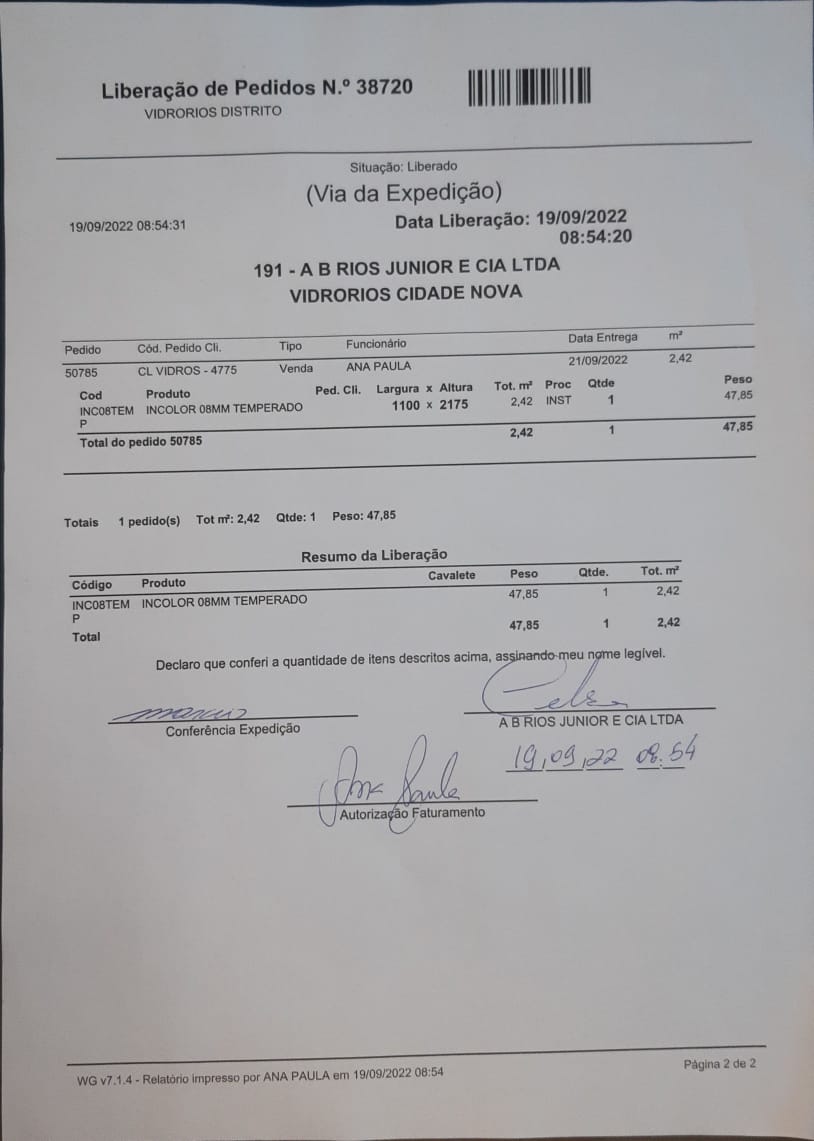 Liberação de Pedidos N.º 38720
VIDRORIOS DISTRITO
Situação: Liberado
(Via da Expedição)
19/09/2022 08:54:31
Data Liberação: 19/09/2022
08:54:20
191 - A B RIOS JUNIOR E CIA LTDA
VIDRORIOS CIDADE NOVA
Pedido Cód. Pedido Cli. Tipo Funcionário Data Entrega m²
50785 CL VIDROS - 4775 Venda ANA PAULA 21/09/2022 2,42
Cod Produto Ped. Cli. Largura x Altura Tot. m² Proc Qtde Peso
INC08TEM INCOLOR 08MM TEMPERADO 1100 x 2175 2,42 INST 1 47,85
P
Total do pedido 50785 2,42 1 47,85
Totais 1 pedido(s) Tot m²: 2,42 Qtde: 1 Peso: 47,85
Resumo da Liberação
Código Produto Cavalete Peso Qtde. Tot. m²
INC08TEM INCOLOR 08MM TEMPERADO 47,85 1 2,42
P
Total 47,85 1 2,42
Declaro que conferi a quantidade de itens descritos acima, assinando meu nome legível.
Conferência Expedição
A B RIOS JUNIOR E CIA LTDA
19,09,22 08:54
Ana Paula
Autorização Faturamento
WG v7.1.4 - Relatório impresso por ANA PAULA em 19/09/2022 08:54
Página 2 de 2